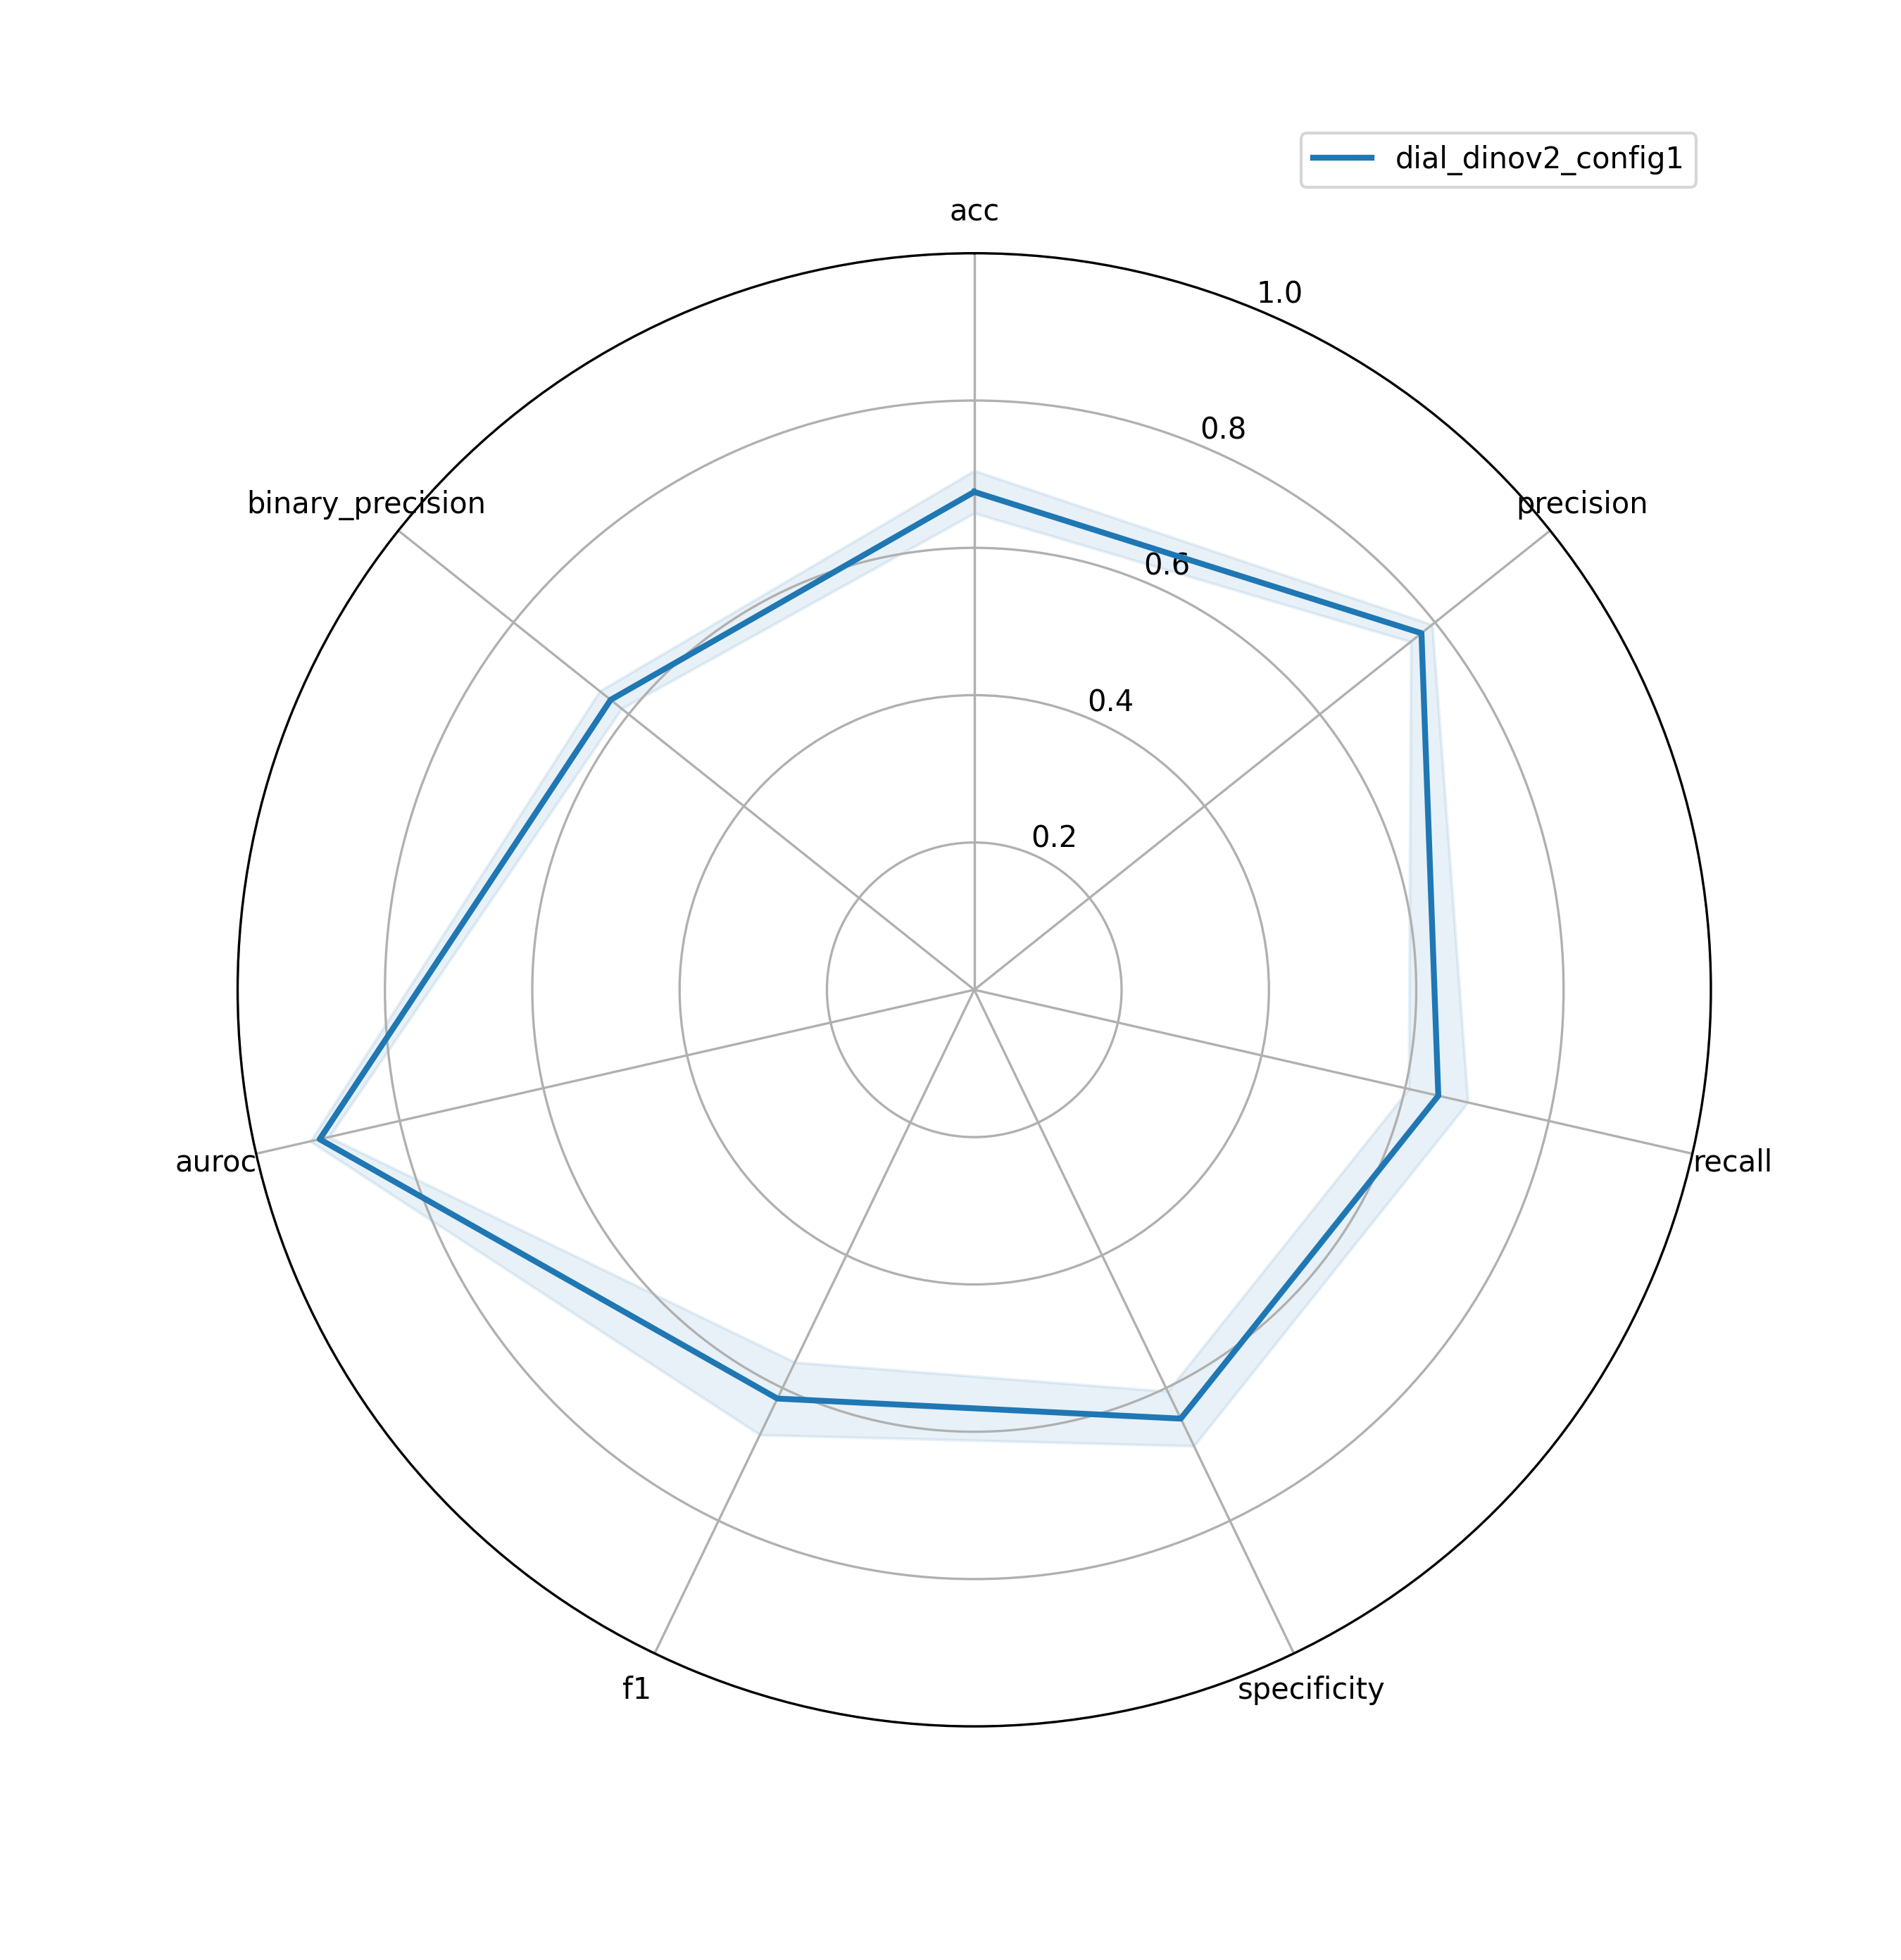 dial_dinov2_config1
acc
1.0
0.8
binary_precision
precision
0.6
0.4
0.2
auroc
recall
f1
specificity